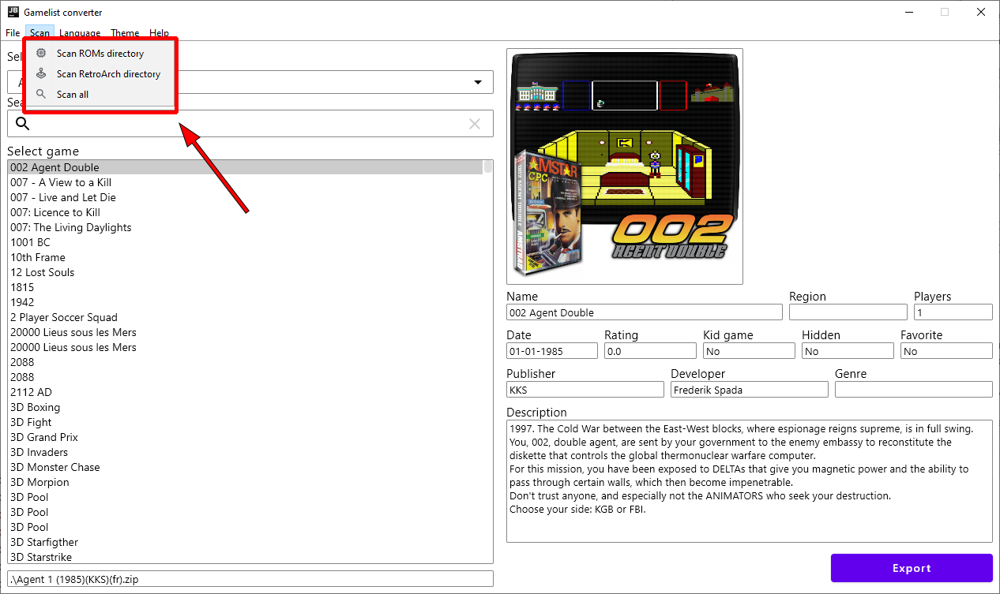 JB
Gamelist converter
File Scan Language Theme Help
Scan ROMs directory
Scan RetroArch directory
Scan all
Select game
002 Agent Double
007 - A View to a Kill
007 - Live and Let Die
007: Licence to Kill
007: The Living Daylights
1001 BC
10th Frame
12 Lost Souls
1815
1942
2 Player Soccer Squad
20000 Lieus sous les Mers
20000 Lieus sous les Mers
2088
2088
2112 AD
3D Boxing
3D Fight
3D Grand Prix
3D Invaders
3D Monster Chase
3D Morpion
3D Pool
3D Pool
3D Pool
3D Starfigther
3D Starstrike
.\Agent 1 (1985)(KKS)(fr).zip
AMSTAR
CPC
002 AGENT DOUBLE
AMSTRAD
002
AGENT DOUBLE
Name Region Players
002 Agent Double 1
Date Rating Kid game Hidden Favorite
01-01-1985 0.0 No No No
Publisher Developer Genre
KKS Frederik Spada
Description
1997. The Cold War between the East-West blocks, where espionage reigns supreme, is in full swing.
You, 002, double agent, are sent by your government to the enemy embassy to reconstitute the
diskette that controls the global thermonuclear warfare computer.
For this mission, you have been exposed to DELTAs that give you magnetic power and the ability to
pass through certain walls, which then become impenetrable.
Don't trust anyone, and especially not the ANIMATORS who seek your destruction.
Choose your side: KGB or FBI.
Export